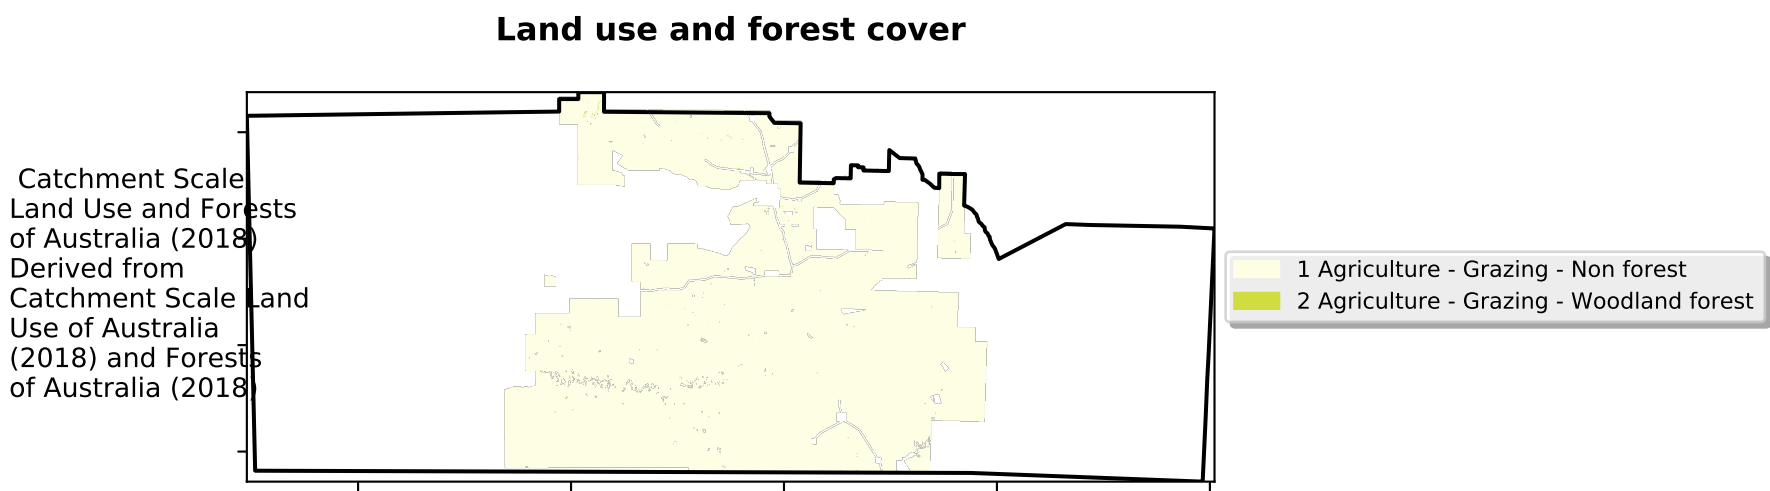 Land use and forest cover
Catchment Scale
Land Use and Forests
of Australia (2018)
Derived from
Catchment Scale Land
Use of Australia
(2018) and Forests
of Australia (2018)
1 Agriculture - Grazing - Non forest
2 Agriculture - Grazing - Woodland forest